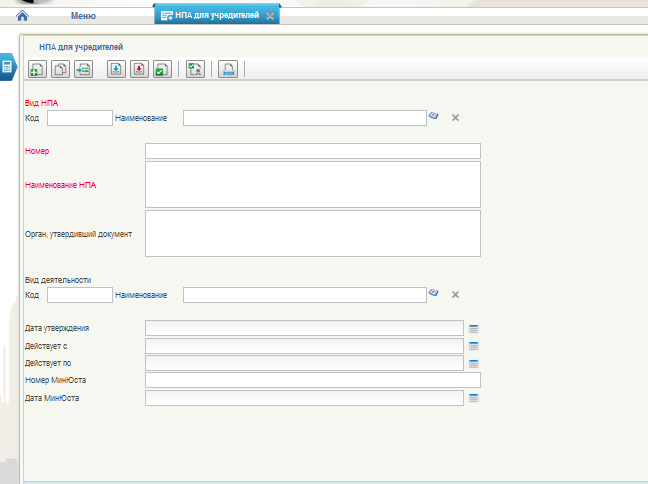 Меню
НПА для учредителей
НПА для учредителей
Вид НПА
Код Наименование
Номер
Наименование НПА
Орган, утвердивший документ
Вид деятельности
Код Наименование
Дата утверждения
Действует с
Действует по
Номер МинЮста
Дата МинЮста